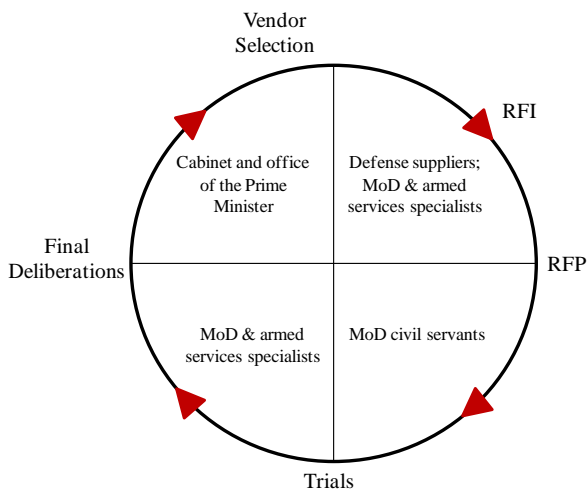 Vendor
Selection
RFI
Cabinet and office
of the Prime
Minister
Defense suppliers;
MoD & armed
services specialists
Final
Deliberations
RFP
MoD & armed
services specialists
MoD civil servants
Trials